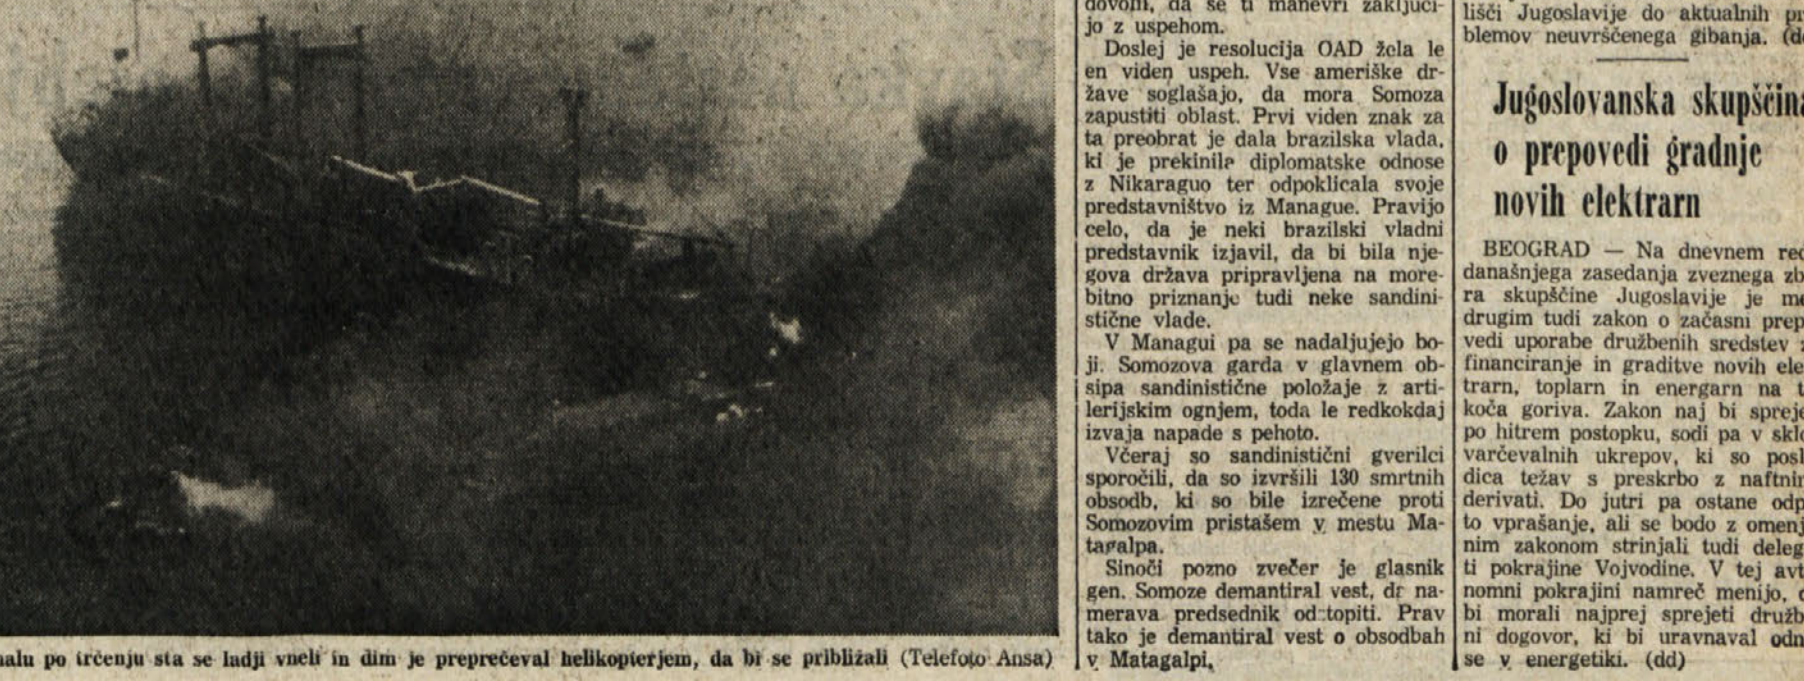 dovom, da se ti manevri zaključi-
jo z uspehom.
Doslej je resolucija OAD žela le
en viden uspeh. Vse ameriške dr-
žave soglašajo, da mora Somoza
zapustiti oblast. Prvi viden znak za
ta preobrat je dala brazilska vlada,
ki je prekinila diplomatske odnose
z Nikaraguo ter odpoklicala svoje
predstavništvo iz Manague. Pravijo
celo, da je neki brazilski vladni
predstavnik izjavil, da bi bila nje-
gova država pripravljena na more-
bitno priznanje tudi neke sandini-
stične vlade.
V Managui pa se nadaljujejo bo-
ji. Somozova garda v glavnem ob-
sipa sandinistične položaje z arti-
lerijskim ognjem, toda le redkokdaj
izvaja napade s pehoto.
Včeraj so sandinistični gverilci
sporočili, da so izvršili 130 smrtnih
obsodb, ki so bile izrečene proti
Somozovim pristašem v mestu Ma-
tagalpa.
Sinoči pozno zvečer je glasnik
gen. Somoze demantiral vest, da na-
merava predsednik odstopiti. Prav
tako je demantiral vest o obsodbah
v Matagalpi.
lišči Jugoslavije do aktualnih pr
blemov neuvrščenega gibanja. (d
Jugoslovanska skupščina
o prepovedi gradnje
novih elektrarn
BEOGRAD — Na dnevnem red
današnjega zasedanja zveznega zb
ra skupščine Jugoslavije je me
drugim tudi zakon o začasni prep
vedi uporabe družbenih sredstev z
financiranje in graditve novih ele
trarn, toplarn in energarn na t
koča goriva. Zakon naj bi spreje
po hitrem postopku, sodi pa v skl
varčevalnih ukrepov, ki so posl
dica težav s preskrbo z naftnim
derivati. Do jutri pa ostane odp
to vprašanje, ali se bodo z omenj
nim zakonom strinjali tudi deleg
ti pokrajine Vojvodine. V tej avt
nomni pokrajini namreč menijo, d
bi morali najprej sprejeti družb
ni dogovor, ki bi uravnaval odn
se v energetiki. (dd)
nalu po trčenju sta se ladji vneli in dim je preprečeval helikopterjem, da bi se približali (Telefoto Ansa)